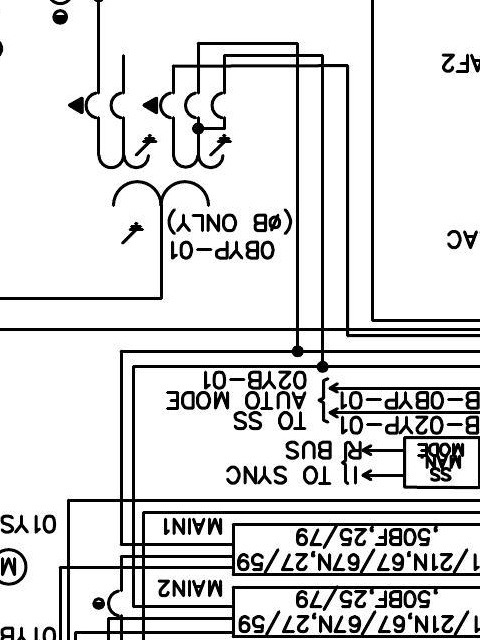 01YB
1/21N,67/67N,27/59
,50BF,25/79
MAIN2
M
1/21N,67/67N,27/59
,50BF,25/79
MAIN1
01YS
SS
MAN
MODE
I TO SYNC
R BUS
B-02YP-01
B-0BYP-01
TO SS
AUTO MODE
02YB-01
0BYP-01
(ØB ONLY)
AC
AF2